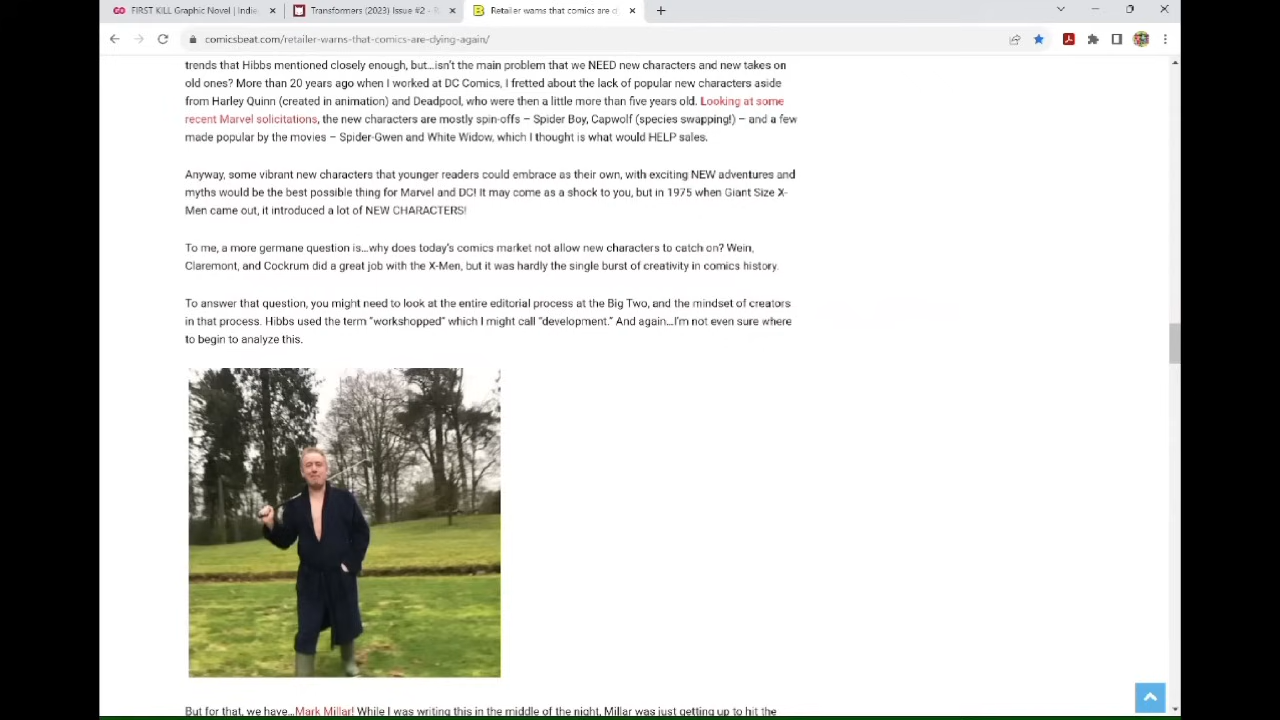 FIRST KILL Graphic Novel | Indie
Transformers (2023) Issue #2 - R
Retailer warns that comics are d
comicsbeat.com/retailer-warns-that-comics-are-dying-again/
trends that Hibbs mentioned closely enough, but…isn't the main problem that we NEED new characters and new takes on
old ones? More than 20 years ago when I worked at DC Comics, I fretted about the lack of popular new characters aside
from Harley Quinn (created in animation) and Deadpool, who were then a little more than five years old. Looking at some
recent Marvel solicitations, the new characters are mostly spin-offs – Spider Boy, Capwolf (species swapping!) – and a few
made popular by the movies – Spider-Gwen and White Widow, which I thought is what would HELP sales.
Anyway, some vibrant new characters that younger readers could embrace as their own, with exciting NEW adventures and
myths would be the best possible thing for Marvel and DC! It may come as a shock to you, but in 1975 when Giant Size X-
Men came out, it introduced a lot of NEW CHARACTERS!
To me, a more germane question is…why does today's comics market not allow new characters to catch on? Wein,
Claremont, and Cockrum did a great job with the X-Men, but it was hardly the single burst of creativity in comics history.
To answer that question, you might need to look at the entire editorial process at the Big Two, and the mindset of creators
in that process. Hibbs used the term "workshopped" which I might call "development." And again…I'm not even sure where
to begin to analyze this.
But for that, we have…Mark Millar! While I was writing this in the middle of the night, Millar was just getting up to hit the